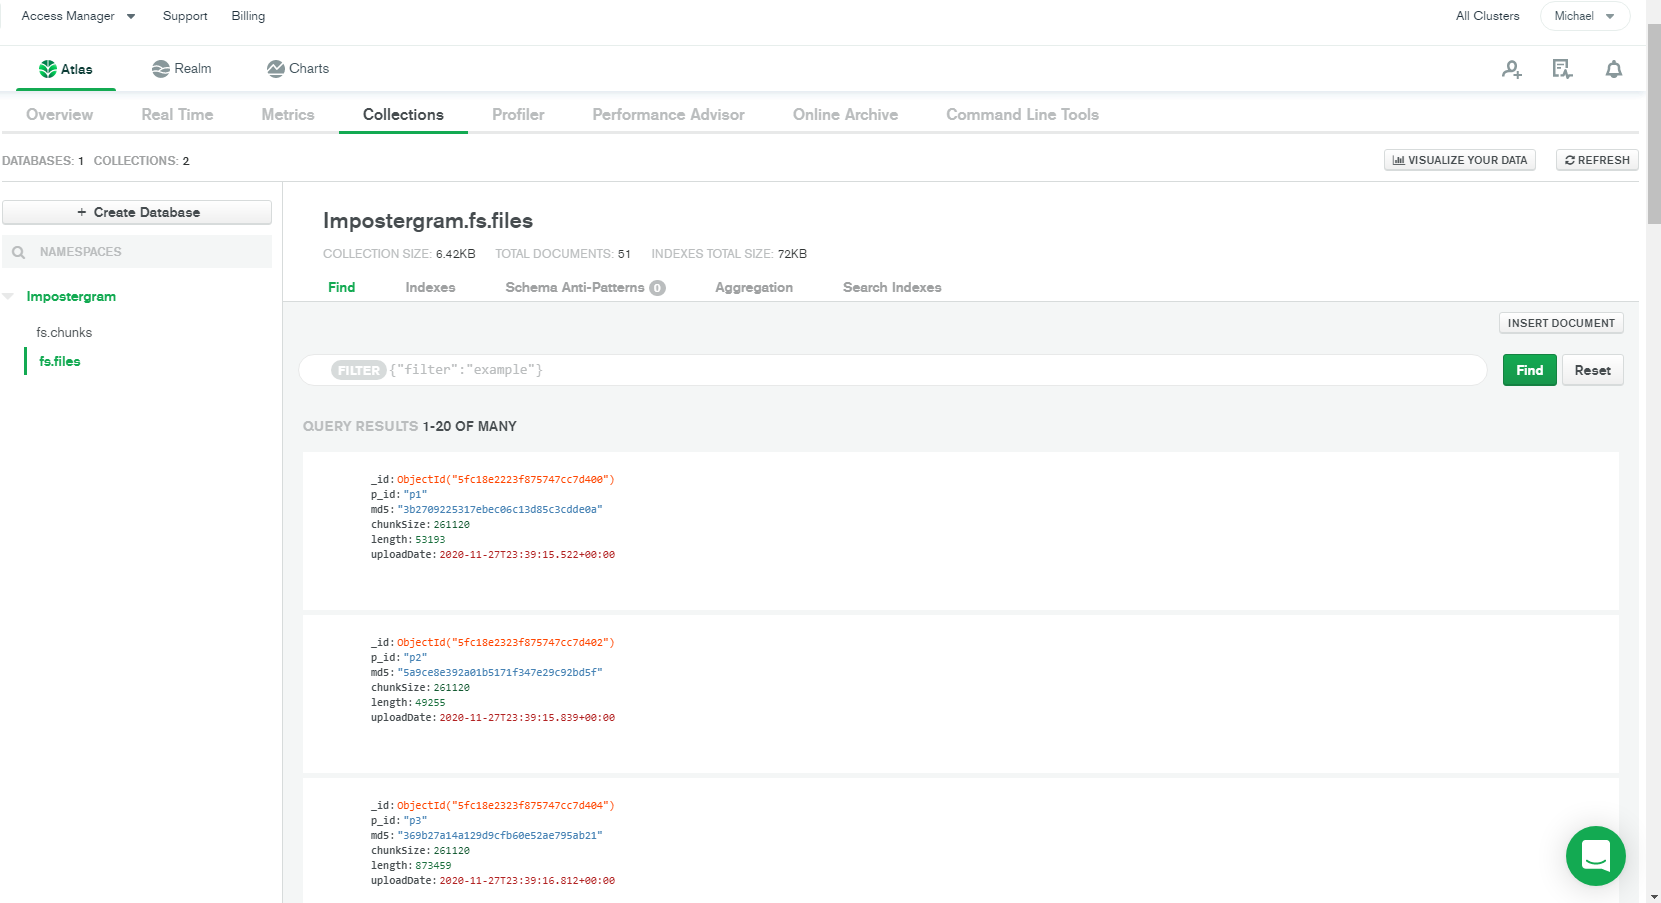 Access Manager Support Billing All Clusters Michael
Atlas Realm Charts
Overview Real Time Metrics Collections Profiler Performance Advisor Online Archive Command Line Tools
DATABASES: 1 COLLECTIONS: 2 VISUALIZE YOUR DATA REFRESH
+ Create Database
NAMESPACES
Impostergram
fs.chunks
fs.files
Impostergram.fs.files
COLLECTION SIZE: 6.42KB TOTAL DOCUMENTS: 51 INDEXES TOTAL SIZE: 72KB
Find Indexes Schema Anti-Patterns 0 Aggregation Search Indexes
INSERT DOCUMENT
FILTER {"filter":"example"} Find Reset
QUERY RESULTS 1-20 OF MANY
_id: ObjectId("5fc18e2223f875747cc7d400")
p_id: "p1"
md5: "3b2709225317ebec06c13d85c3cdde0a"
chunkSize: 261120
length: 53193
uploadDate: 2020-11-27T23:39:15.522+00:00
_id: ObjectId("5fc18e2323f875747cc7d402")
p_id: "p2"
md5: "5a9ce8e392a01b5171f347e29c92bd5f"
chunkSize: 261120
length: 49255
uploadDate: 2020-11-27T23:39:15.839+00:00
_id: ObjectId("5fc18e2323f875747cc7d404")
p_id: "p3"
md5: "369b27a14a129d9cfb60e52ae795ab21"
chunkSize: 261120
length: 873459
uploadDate: 2020-11-27T23:39:16.812+00:00